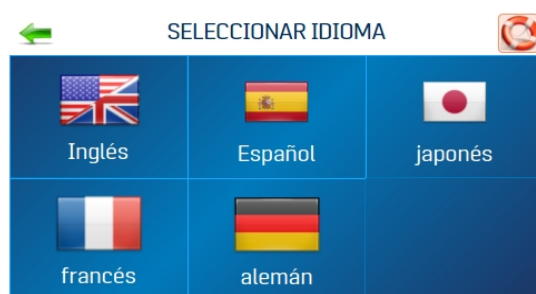 SELECCIONAR IDIOMA
Inglés
Español
japonés
francés
alemán